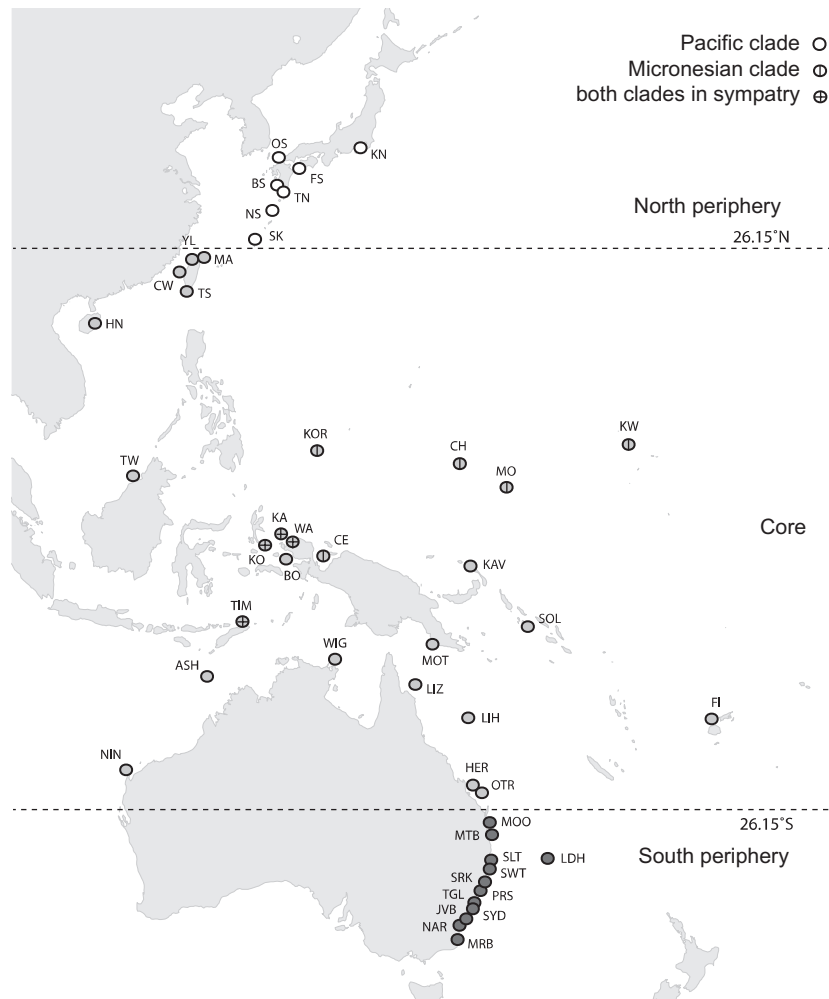 Pacific clade
Micronesian clade
both clades in sympatry
OS
KN
FS
BS
TN
NS
North periphery
SK
26.15˚N
YL
MA
CW
TS
HN
KW
KOR
CH
TW
MO
KA
WA
Core
CE
KO
BO
KAV
TIM
SOL
WIG
MOT
ASH
LIZ
FI
LIH
NIN
HER
OTR
MOO
26.15˚S
MTB
South periphery
SLT
LDH
SWT
SRK
TGL
PRS
JVB
SYD
NAR
MRB